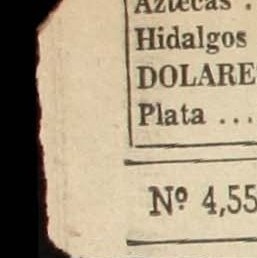 Aztecas .
Hidalgos
DOLARE
Plata ...
Nº 4,55